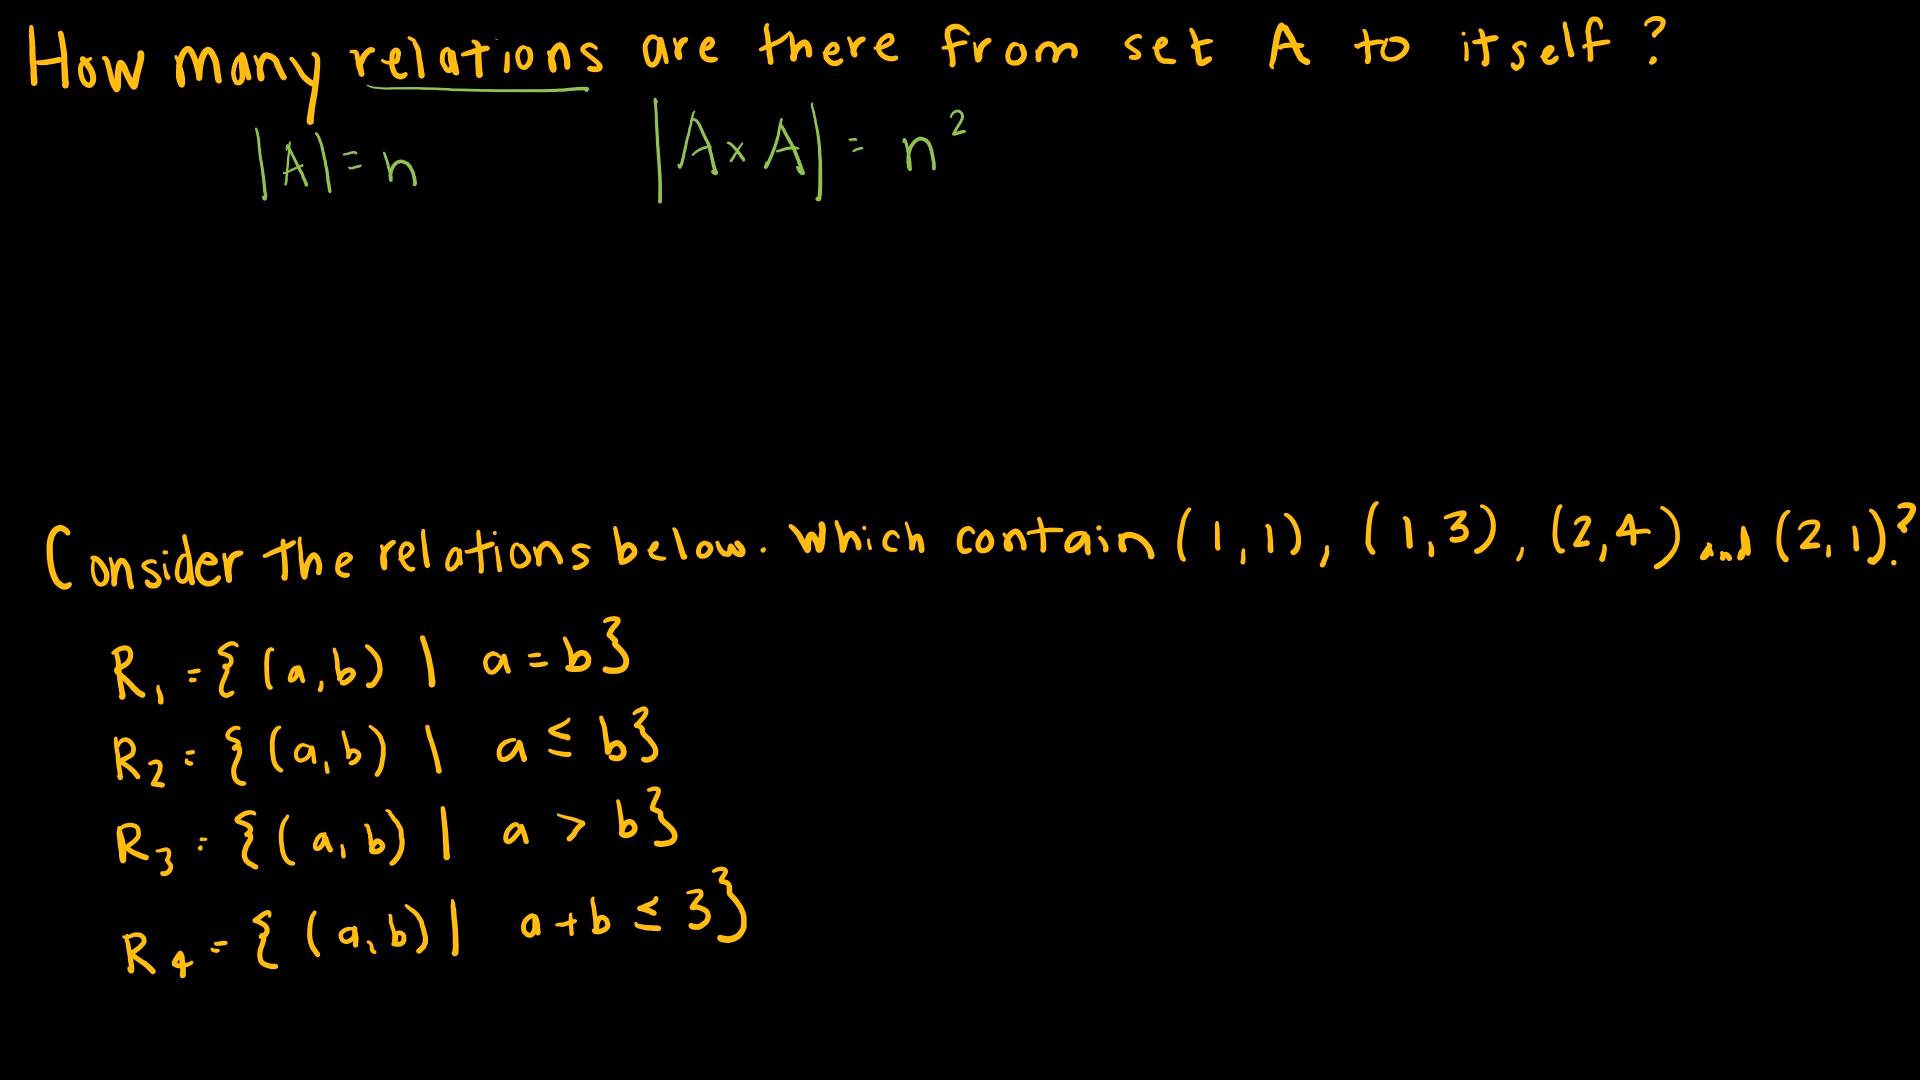 How many relations are there from set A to itself?
|A| = n |A × A| = n²
Consider the relations below. Which contain (1,1), (1,3), (2,4) and (2,1)?
R₁ = {(a,b) | a = b}
R₂ = {(a,b) | a ≤ b}
R₃ = {(a,b) | a > b}
R₄ = {(a,b) | a + b ≤ 3}